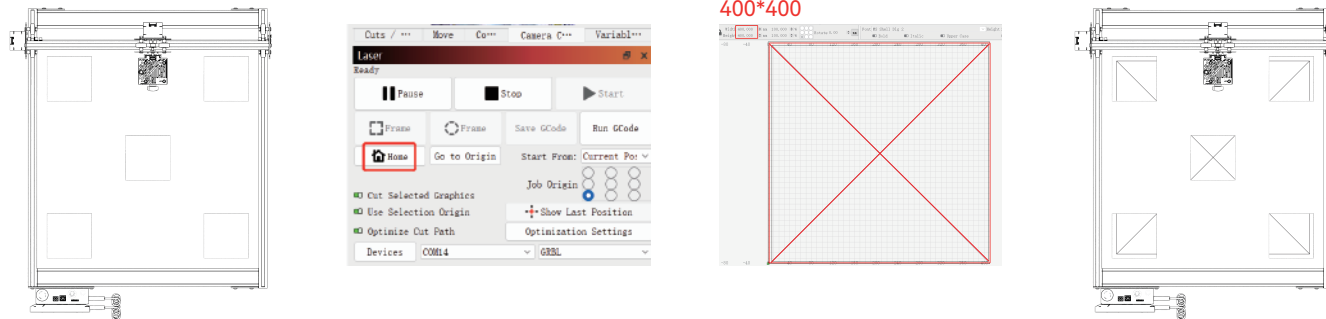 400*400
Cuts / ···
Move
Co···
Camera C···
Variabl···
Laser
Ready
Pause
Stop
Start
Frame
Frame
Save GCode
Run GCode
Home
Go to Origin
Start From:
Current Po:
Job Origin
Cut Selected Graphics
Use Selection Origin
Show Last Position
Optimize Cut Path
Optimization Settings
Devices
COM14
GRBL